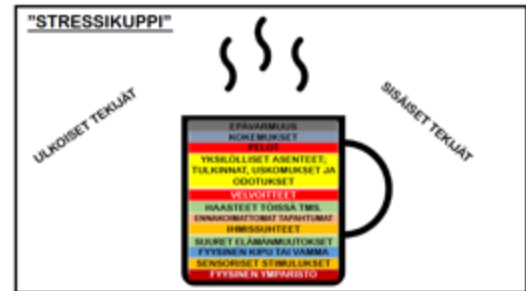 "STRESSIKUPPI"
ULKOISET TEKIJÄT
SISÄISET TEKIJÄT
EPÄVARMUUS
KOKEMUKSET
PELOT
YKSILÖLLISET ASENTEET;
TULKINNAT, USKOMUKSET JA
ODOTUKSET
VELVOITTEET
HAASTEET TÖISSÄ TMS.
ENNAKOIMATTOMAT TAPAHTUMAT
IHMISSUHTEET
SUURET ELÄMÄNMUUTOKSET
FYYSINEN KIPU TAI VAMMA
SENSORISET STIMULUKSET
FYYSINEN YMPÄRISTÖ